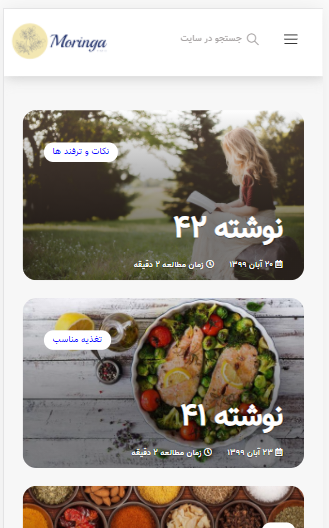 Moringa
جستجو در سایت
نکات و ترفند ها
نوشته ۴۲
۲۰ آبان ۱۳۹۹ زمان مطالعه ۲ دقیقه
تغذیه مناسب
نوشته ۴۱
۲۳ آبان ۱۳۹۹ زمان مطالعه ۲ دقیقه